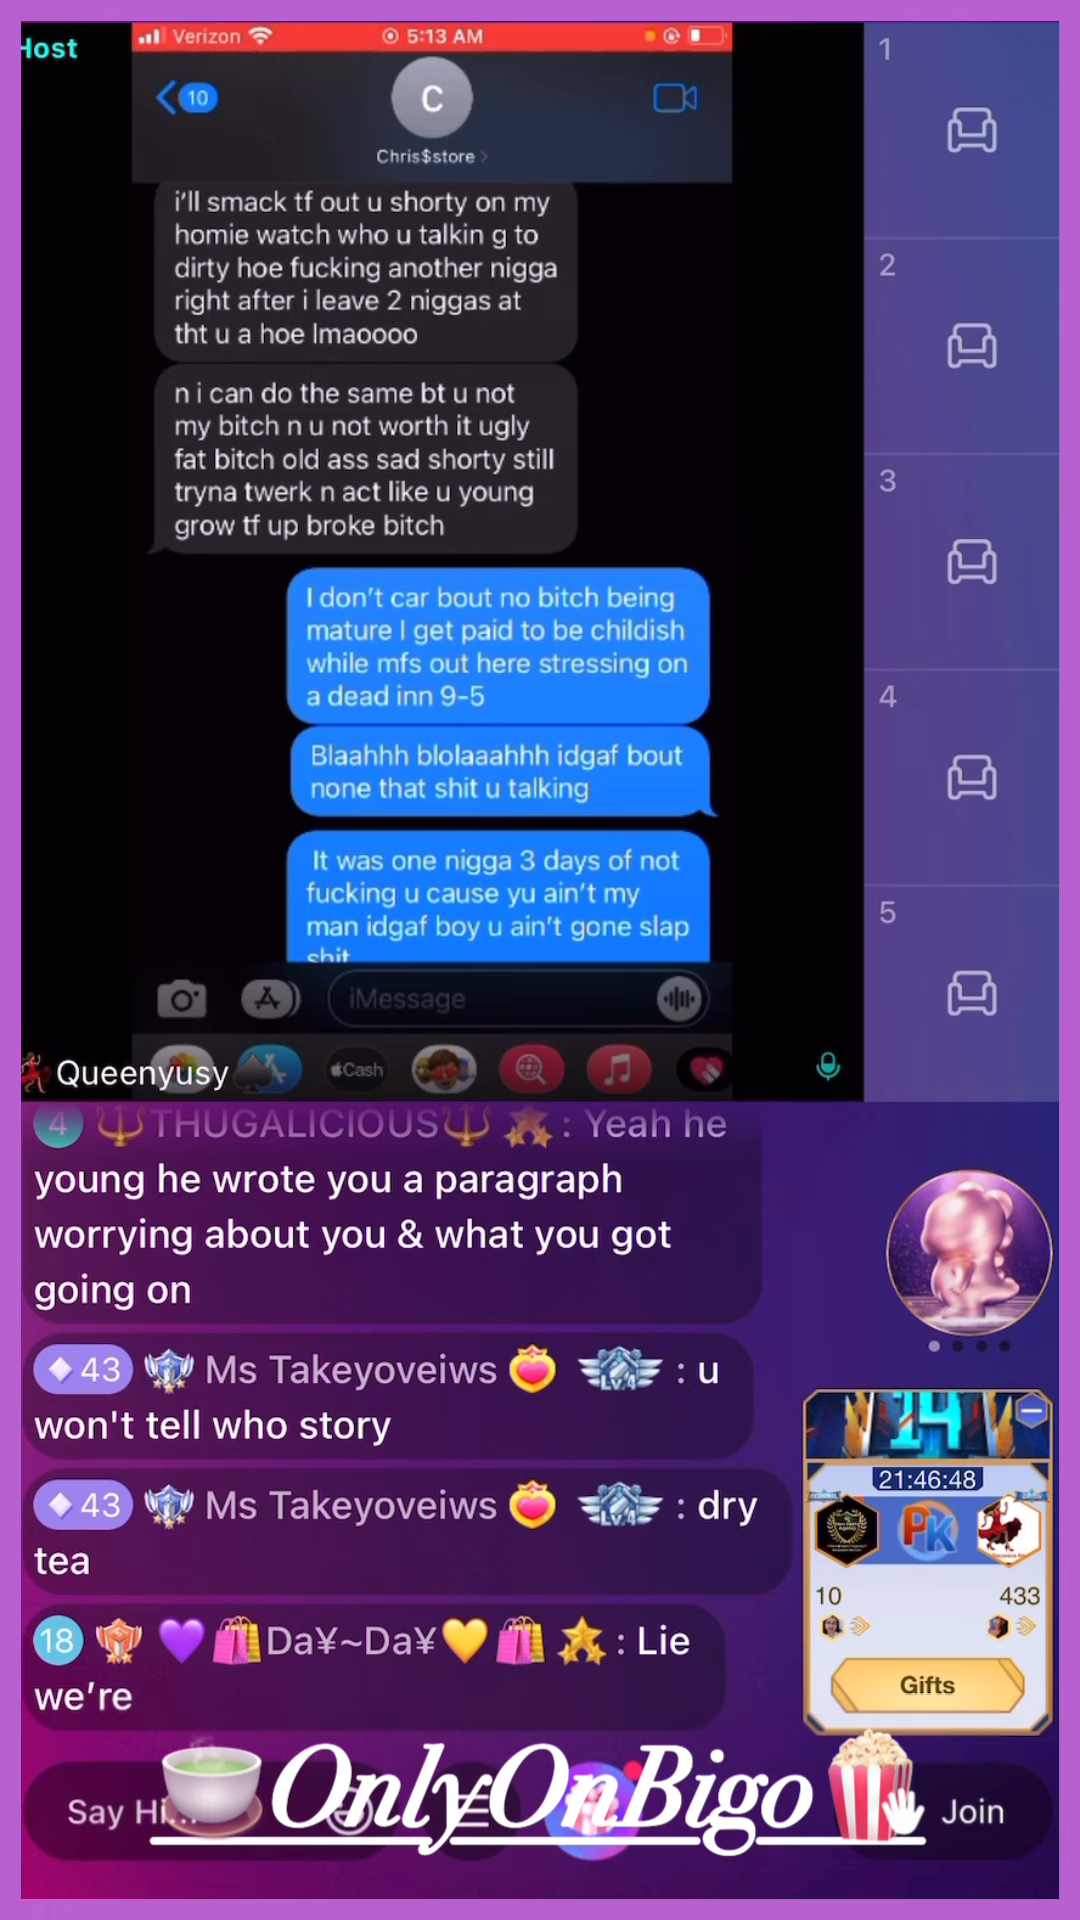 Host
Verizon
5:13 AM
1
10
C
Chris$store
i'll smack tf out u shorty on my
homie watch who u talkin g to
dirty hoe fucking another nigga
right after i leave 2 niggas at
tht u a hoe lmaoooo
2
n i can do the same bt u not
my bitch n u not worth it ugly
fat bitch old ass sad shorty still
tryna twerk n act like u young
grow tf up broke bitch
3
I don't car bout no bitch being
mature I get paid to be childish
while mfs out here stressing on
a dead inn 9-5
4
Blaahhh blolaaahhh idgaf bout
none that shit u talking
It was one nigga 3 days of not
fucking u cause yu ain't my
man idgaf boy u ain't gone slap
shit
5
iMessage
Cash
Queenyusy
4 THUGALICIOUS : Yeah he
young he wrote you a paragraph
worrying about you & what you got
going on
43 Ms Takeyoveiws LV.4 : u
won't tell who story
43 Ms Takeyoveiws LV.4 : dry
tea
18 Da¥~Da¥ : Lie
we're
14
21:46:48
PK
10
433
Gifts
Say Hi...
OnlyOnBigo
Join